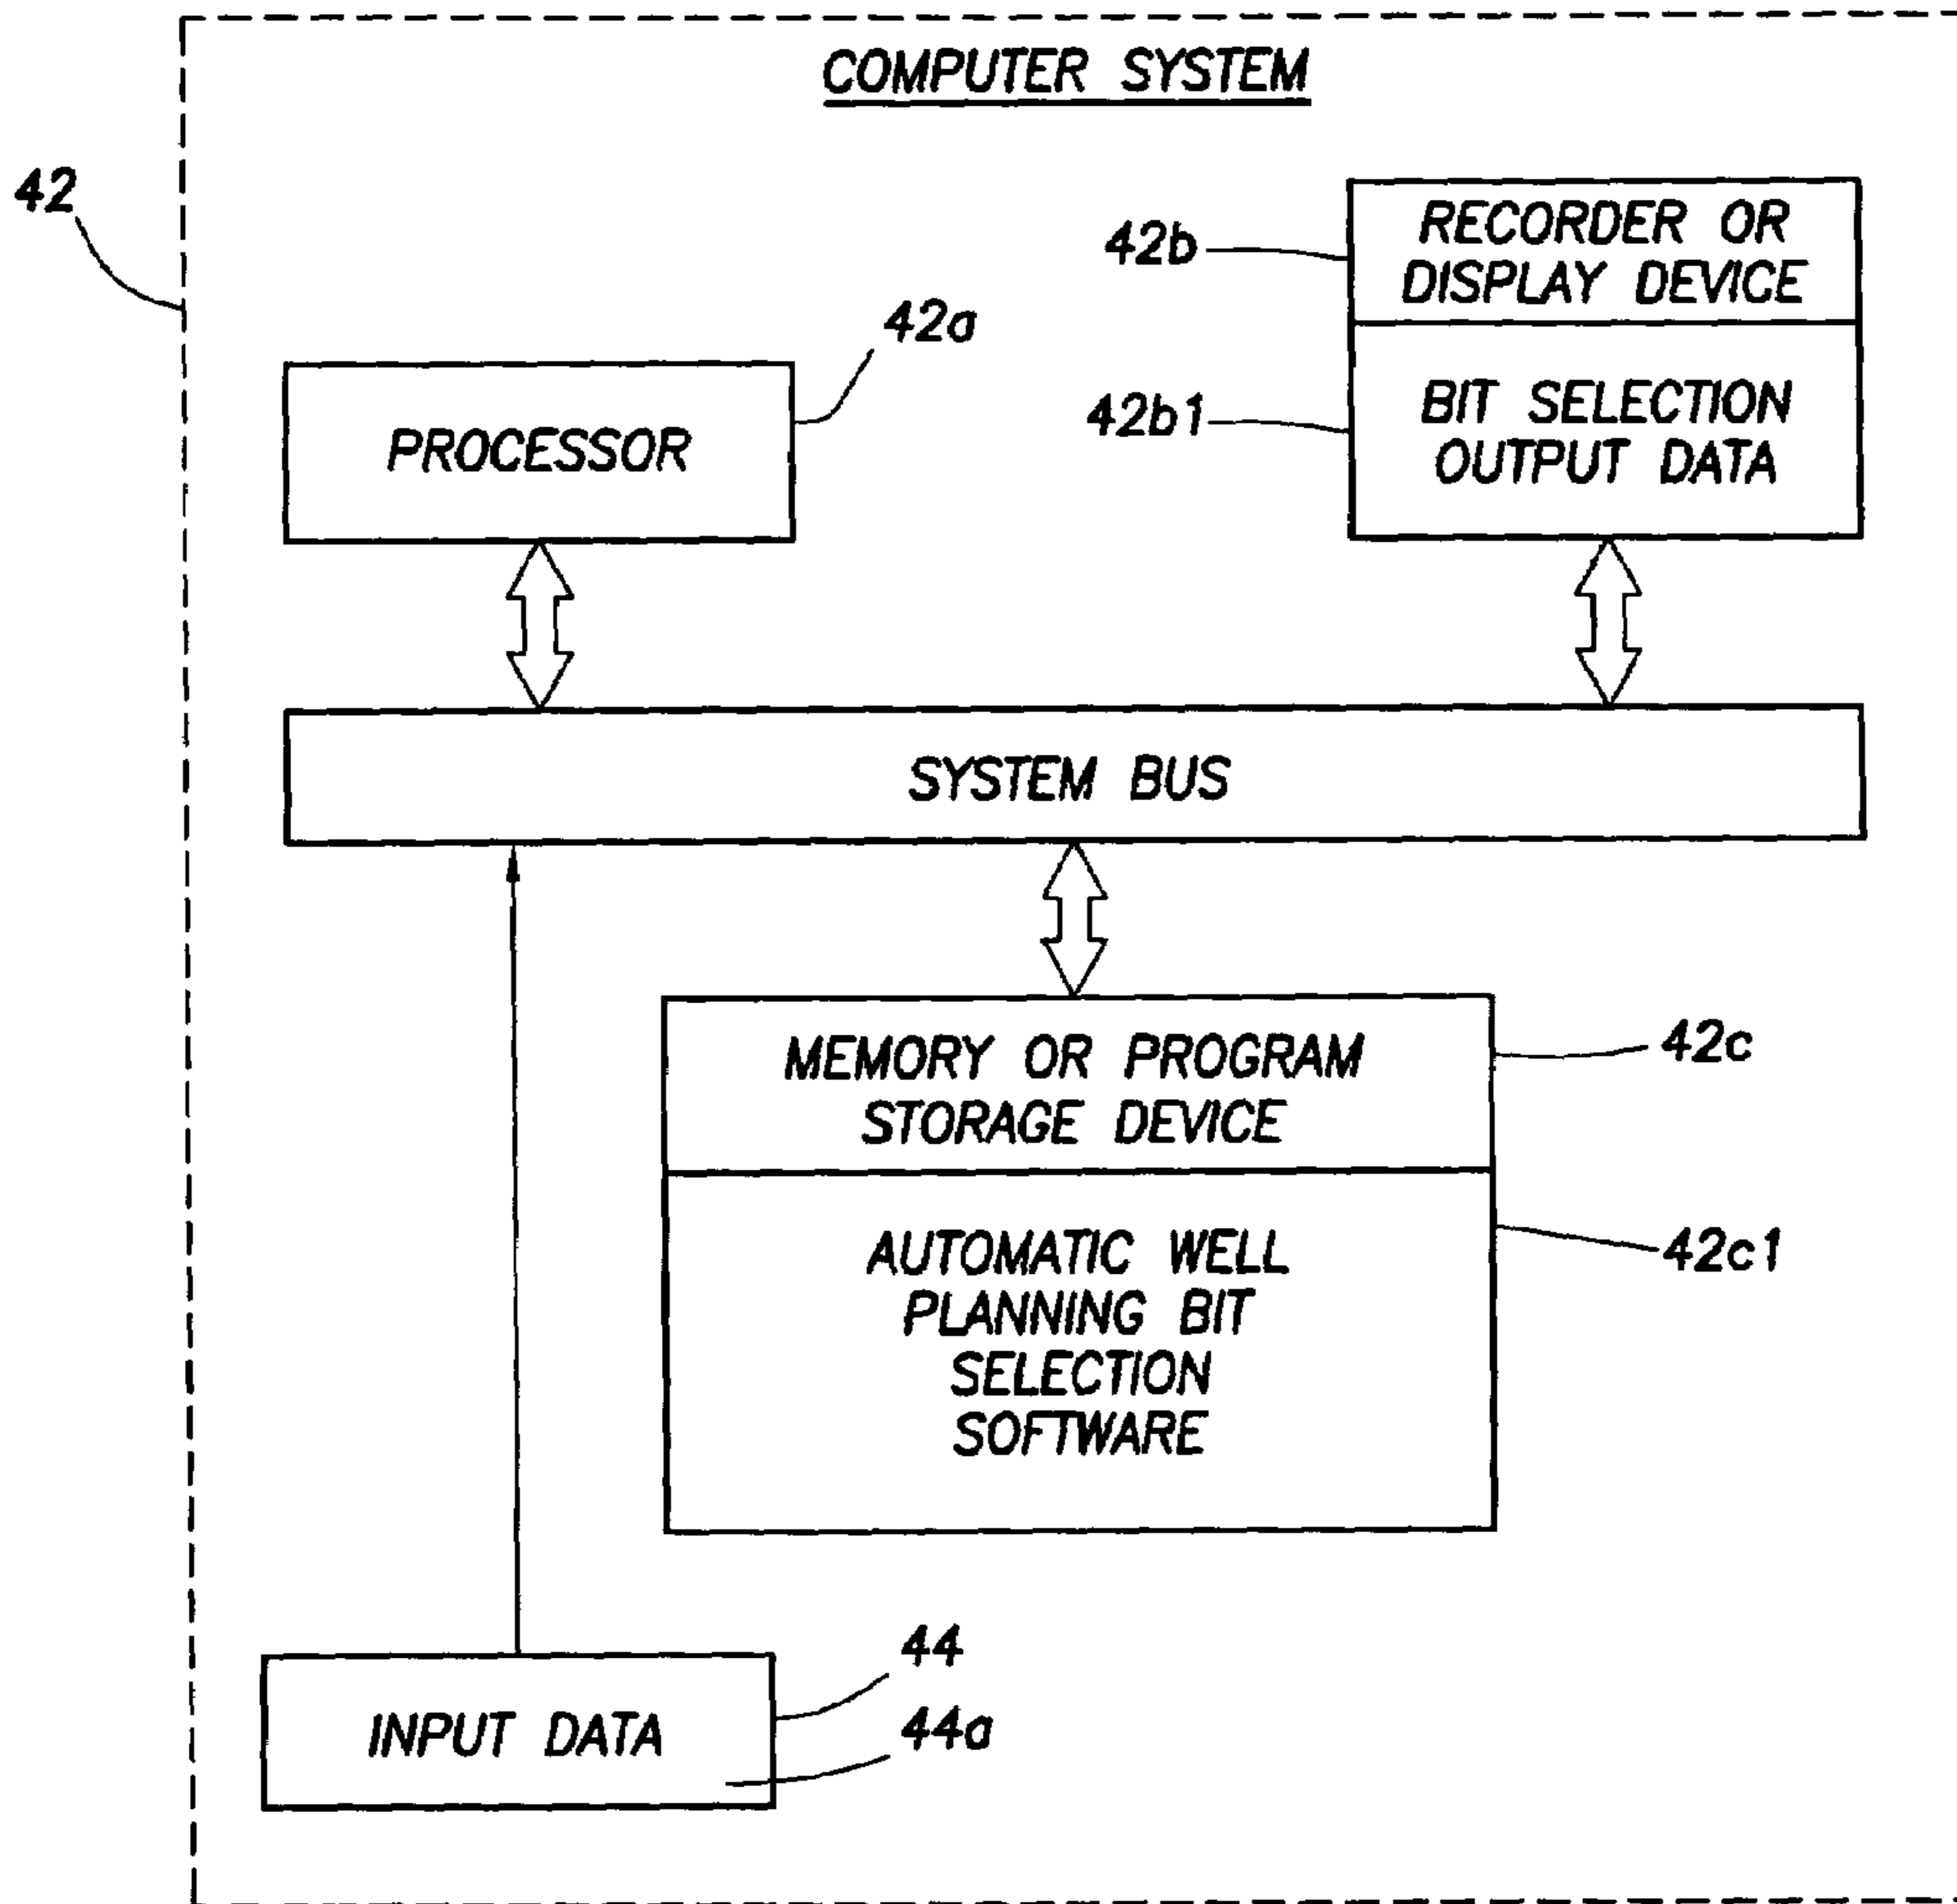 COMPUTER SYSTEM
42
42b
RECORDER OR
DISPLAY DEVICE
42a
42b1
BIT SELECTION
OUTPUT DATA
PROCESSOR
SYSTEM BUS
MEMORY OR PROGRAM
STORAGE DEVICE
42c
AUTOMATIC WELL
PLANNING BIT
SELECTION
SOFTWARE
42c1
44
INPUT DATA
44a